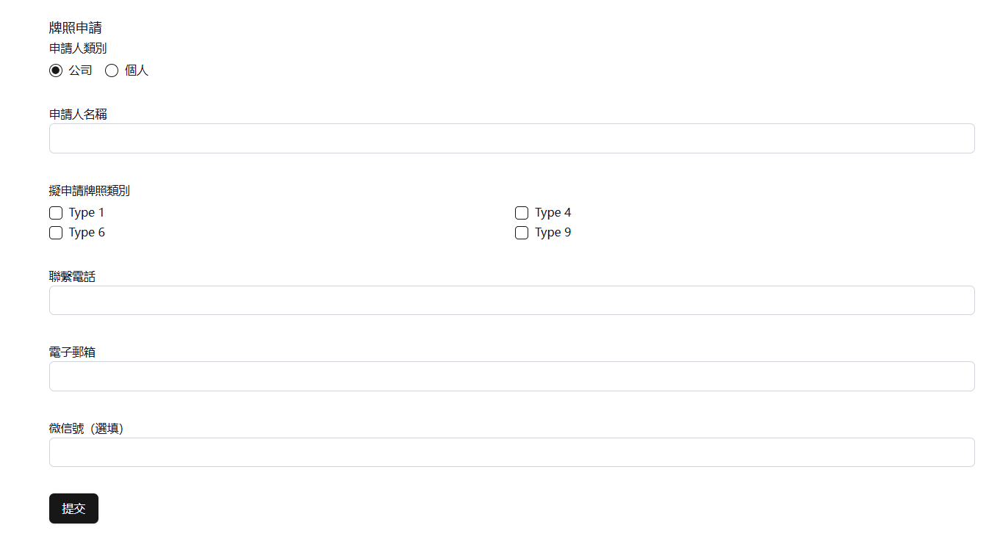 牌照申請
申請人類別
公司 個人
申請人名稱
擬申請牌照類別
Type 1 Type 4
Type 6 Type 9
聯繫電話
電子郵箱
微信號（選填）
提交